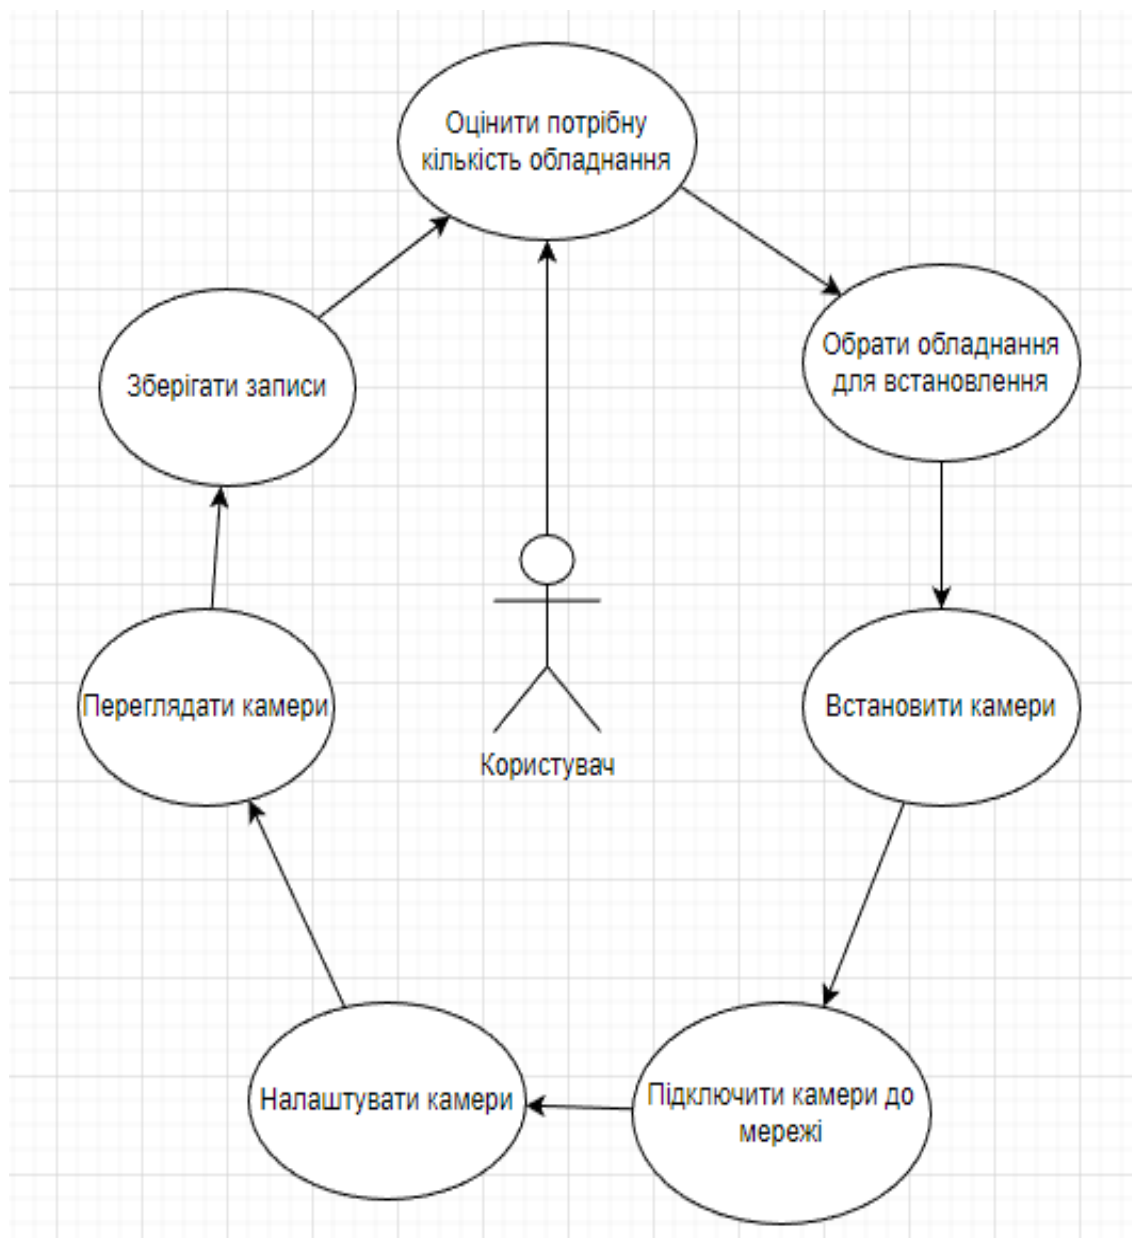 Оцінити потрібну
кількість обладнання
Обрати обладнання
для встановлення
Зберігати записи
Переглядати камери
Встановити камери
Користувач
Налаштувати камери
Підключити камери до
мережі